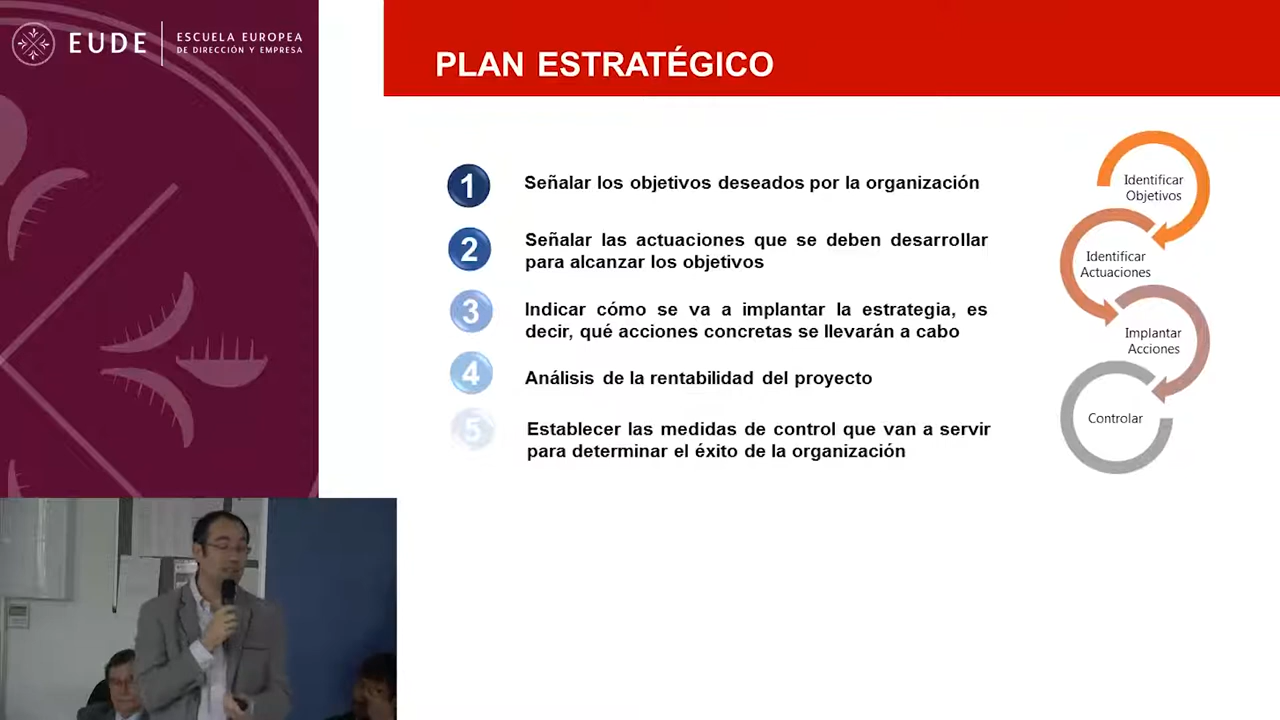 EUDE
ESCUELA EUROPEA
DE DIRECCIÓN Y EMPRESA
PLAN ESTRATÉGICO
1
Señalar los objetivos deseados por la organización
2
Señalar las actuaciones que se deben desarrollar
para alcanzar los objetivos
3
Indicar cómo se va a implantar la estrategia, es
decir, qué acciones concretas se llevarán a cabo
4
Análisis de la rentabilidad del proyecto
5
Establecer las medidas de control que van a servir
para determinar el éxito de la organización
Identificar
Objetivos
Identificar
Actuaciones
Implantar
Acciones
Controlar